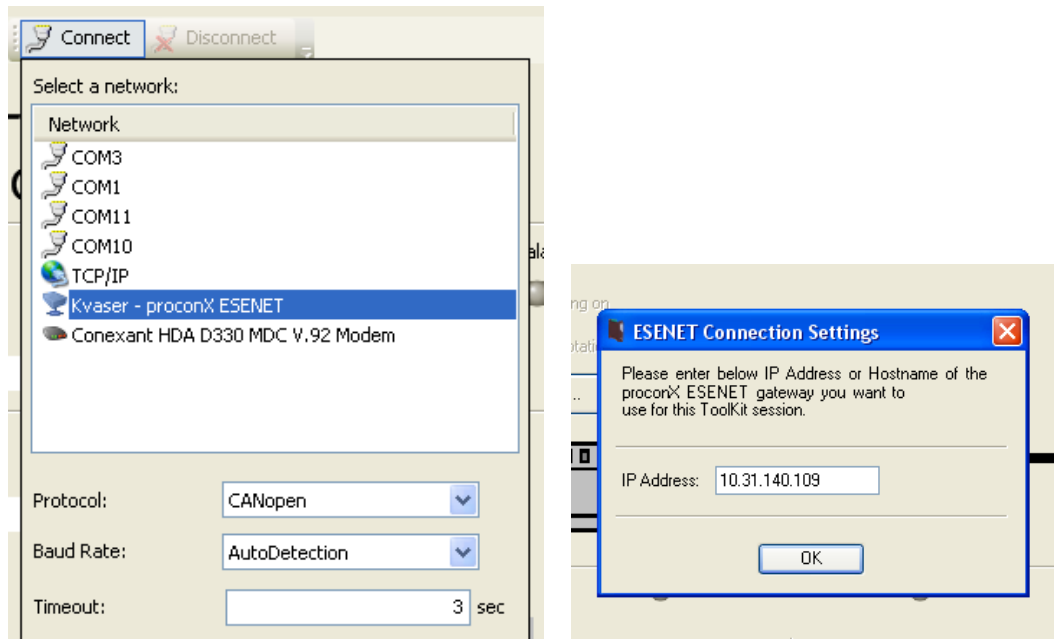 Connect
Disconnect
Select a network:
Network
COM3
COM1
COM11
COM10
TCP/IP
Kvaser - proconX ESENET
Conexant HDA D330 MDC V.92 Modem
Protocol:
CANopen
Baud Rate:
AutoDetection
Timeout:
3 sec
ng on
ESENET Connection Settings
Please enter below IP Address or Hostname of the
proconX ESENET gateway you want to
use for this ToolKit session.
..
IP Address:
10.31.140.109
OK